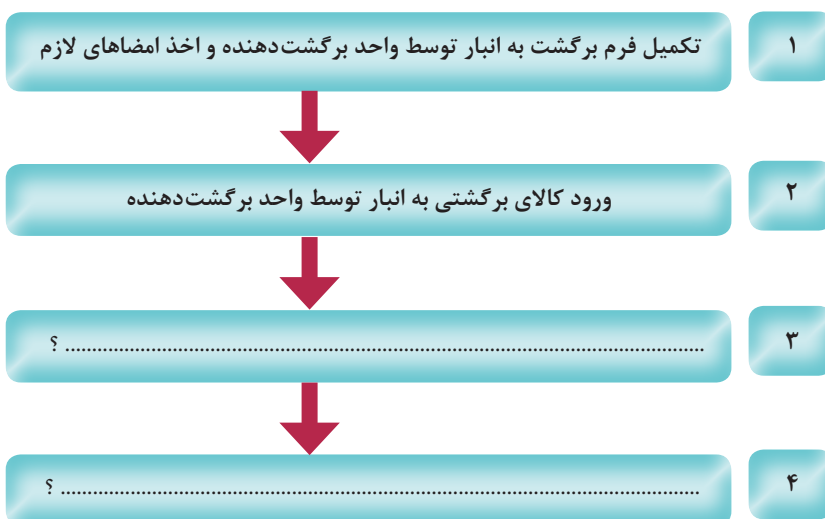 ۱ تکمیل فرم برگشت به انبار توسط واحد برگشت‌دهنده و اخذ امضاهای لازم
۲ ورود کالای برگشتی به انبار توسط واحد برگشت‌دهنده
۳ .................................................................................................... ؟
۴ .................................................................................................... ؟